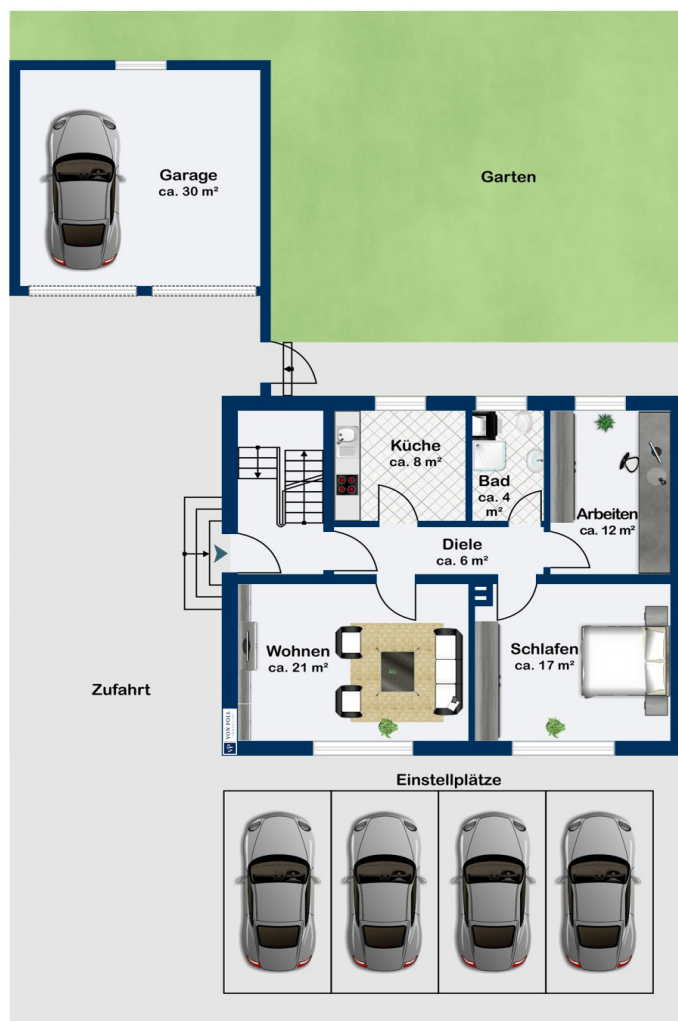 Garage
ca. 30 m²
Garten
Küche
ca. 8 m²
Bad
ca. 4
m²
Arbeiten
ca. 12 m²
Diele
ca. 6 m²
Wohnen
ca. 21 m²
Schlafen
ca. 17 m²
Zufahrt
VP VON POLL
Einstellplätze